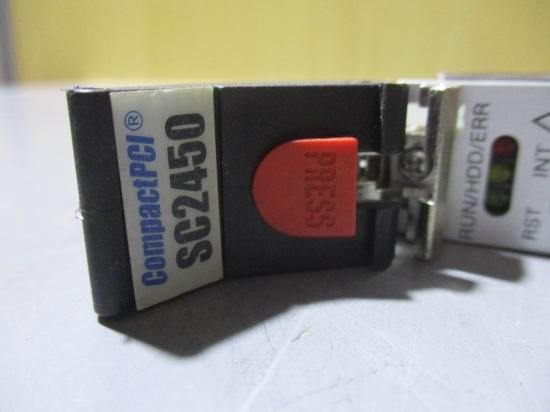 CompactPCI®
SC2450
PRESS
RUN/HDD/ERR
RST INT